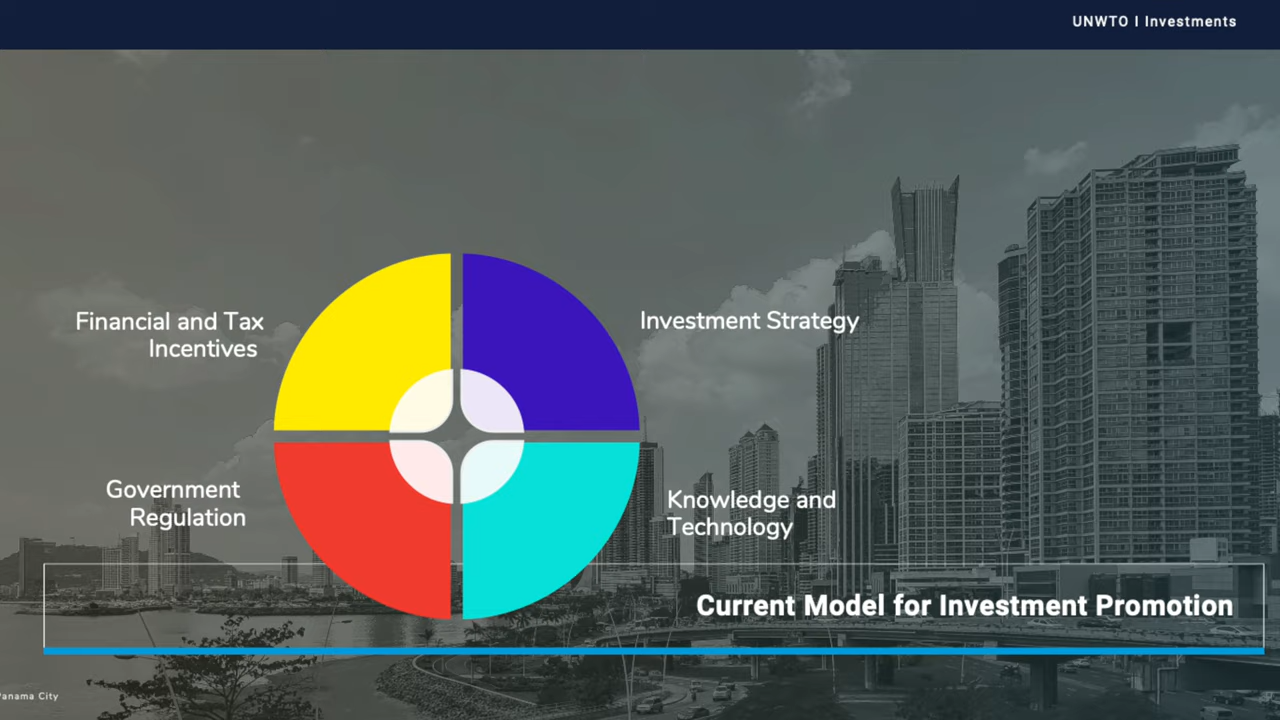 UNWTO I Investments
Financial and Tax
Incentives
Investment Strategy
Government
Regulation
Knowledge and
Technology
Current Model for Investment Promotion
Panama City